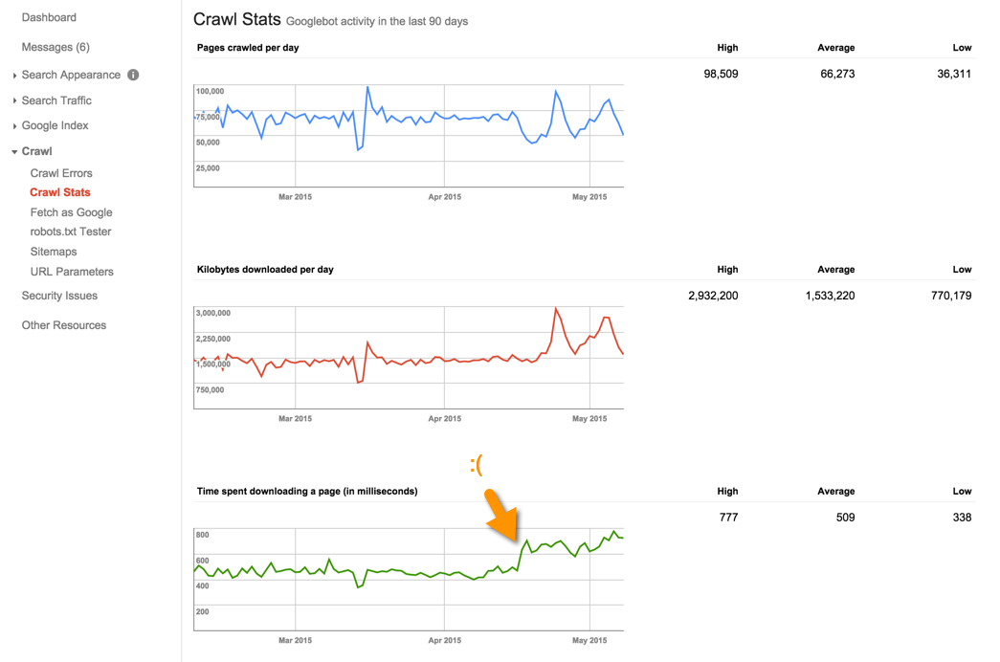 Dashboard
Messages (6)
Search Appearance i
Search Traffic
Google Index
Crawl
Crawl Errors
Crawl Stats
Fetch as Google
robots.txt Tester
Sitemaps
URL Parameters
Security Issues
Other Resources
Crawl Stats Googlebot activity in the last 90 days
Pages crawled per day High Average Low
98,509 66,273 36,311
100,000
75,000
50,000
25,000
Mar 2015 Apr 2015 May 2015
Kilobytes downloaded per day High Average Low
2,932,200 1,533,220 770,179
3,000,000
2,250,000
1,500,000
750,000
Mar 2015 Apr 2015 May 2015
:(
Time spent downloading a page (in milliseconds) High Average Low
777 509 338
800
600
400
200
Mar 2015 Apr 2015 May 2015